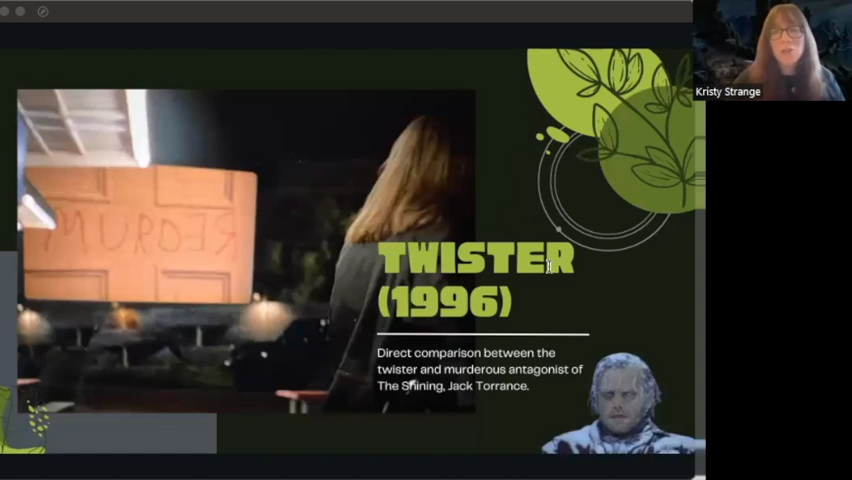 Kristy Strange
MURDER
TWISTER
(1996)
Direct comparison between the
twister and murderous antagonist of
The Shining, Jack Torrance.